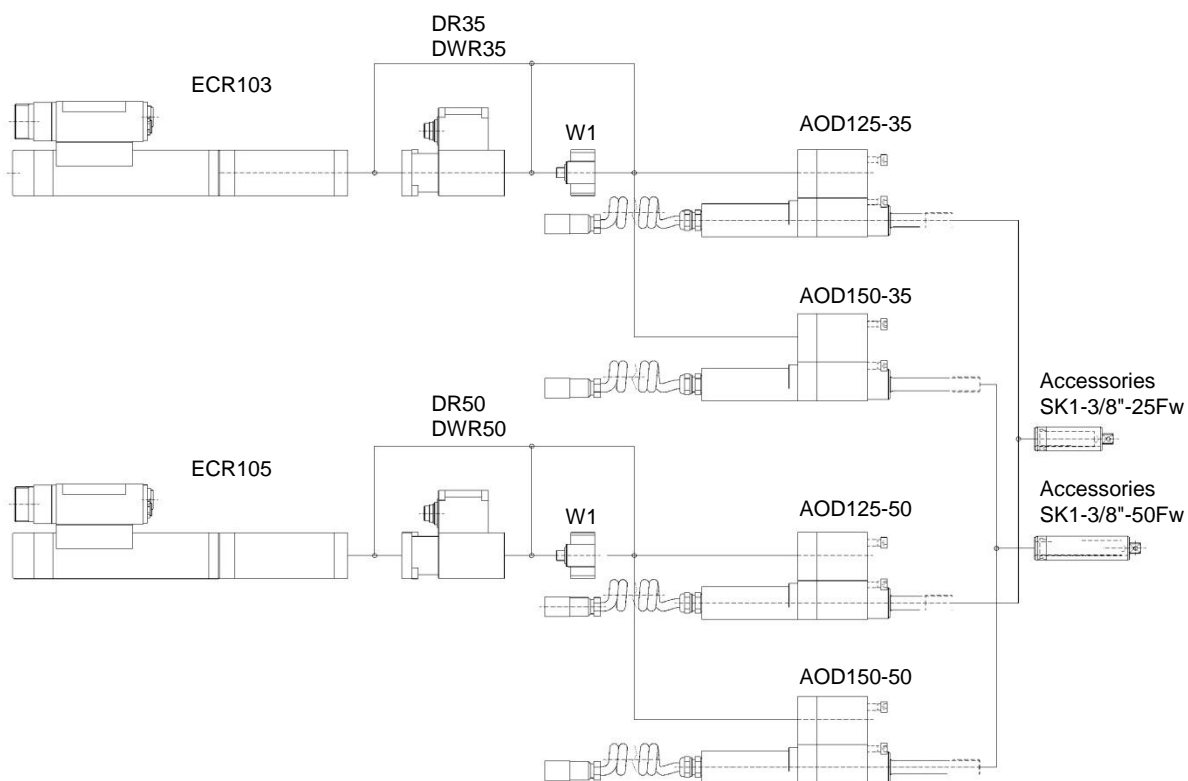 DR35
DWR35
ECR103
W1
AOD125-35
AOD150-35
Accessories
SK1-3/8"-25Fw
DR50
DWR50
ECR105
Accessories
SK1-3/8"-50Fw
W1
AOD125-50
AOD150-50